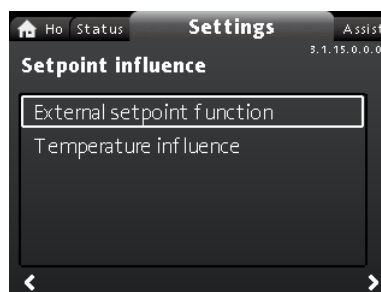 Ho Status Settings Assist
3.1.15.0.0.0
Setpoint influence
External setpoint function
Temperature influence